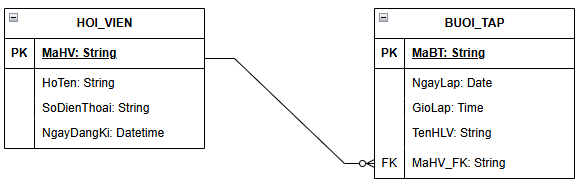 HOI_VIEN
PK MaHV: String
HoTen: String
SoDienThoai: String
NgayDangKi: Datetime
BUOI_TAP
PK MaBT: String
NgayLap: Date
GioLap: Time
TenHLV: String
FK MaHV_FK: String